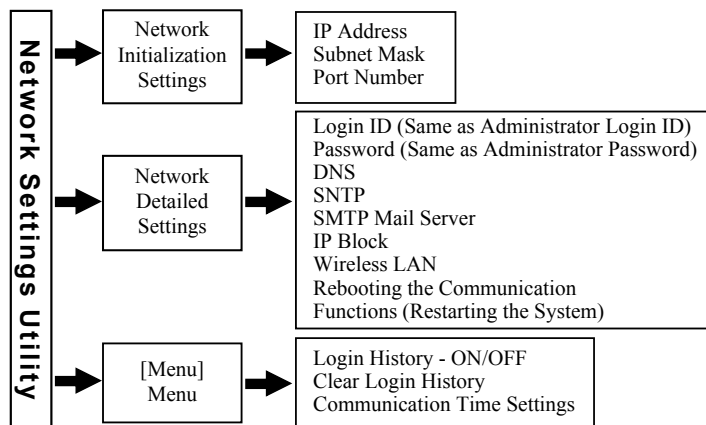 Network Settings Utility
Network
Initialization
Settings
IP Address
Subnet Mask
Port Number
Network
Detailed
Settings
Login ID (Same as Administrator Login ID)
Password (Same as Administrator Password)
DNS
SNTP
SMTP Mail Server
IP Block
Wireless LAN
Rebooting the Communication
Functions (Restarting the System)
[Menu]
Menu
Login History - ON/OFF
Clear Login History
Communication Time Settings